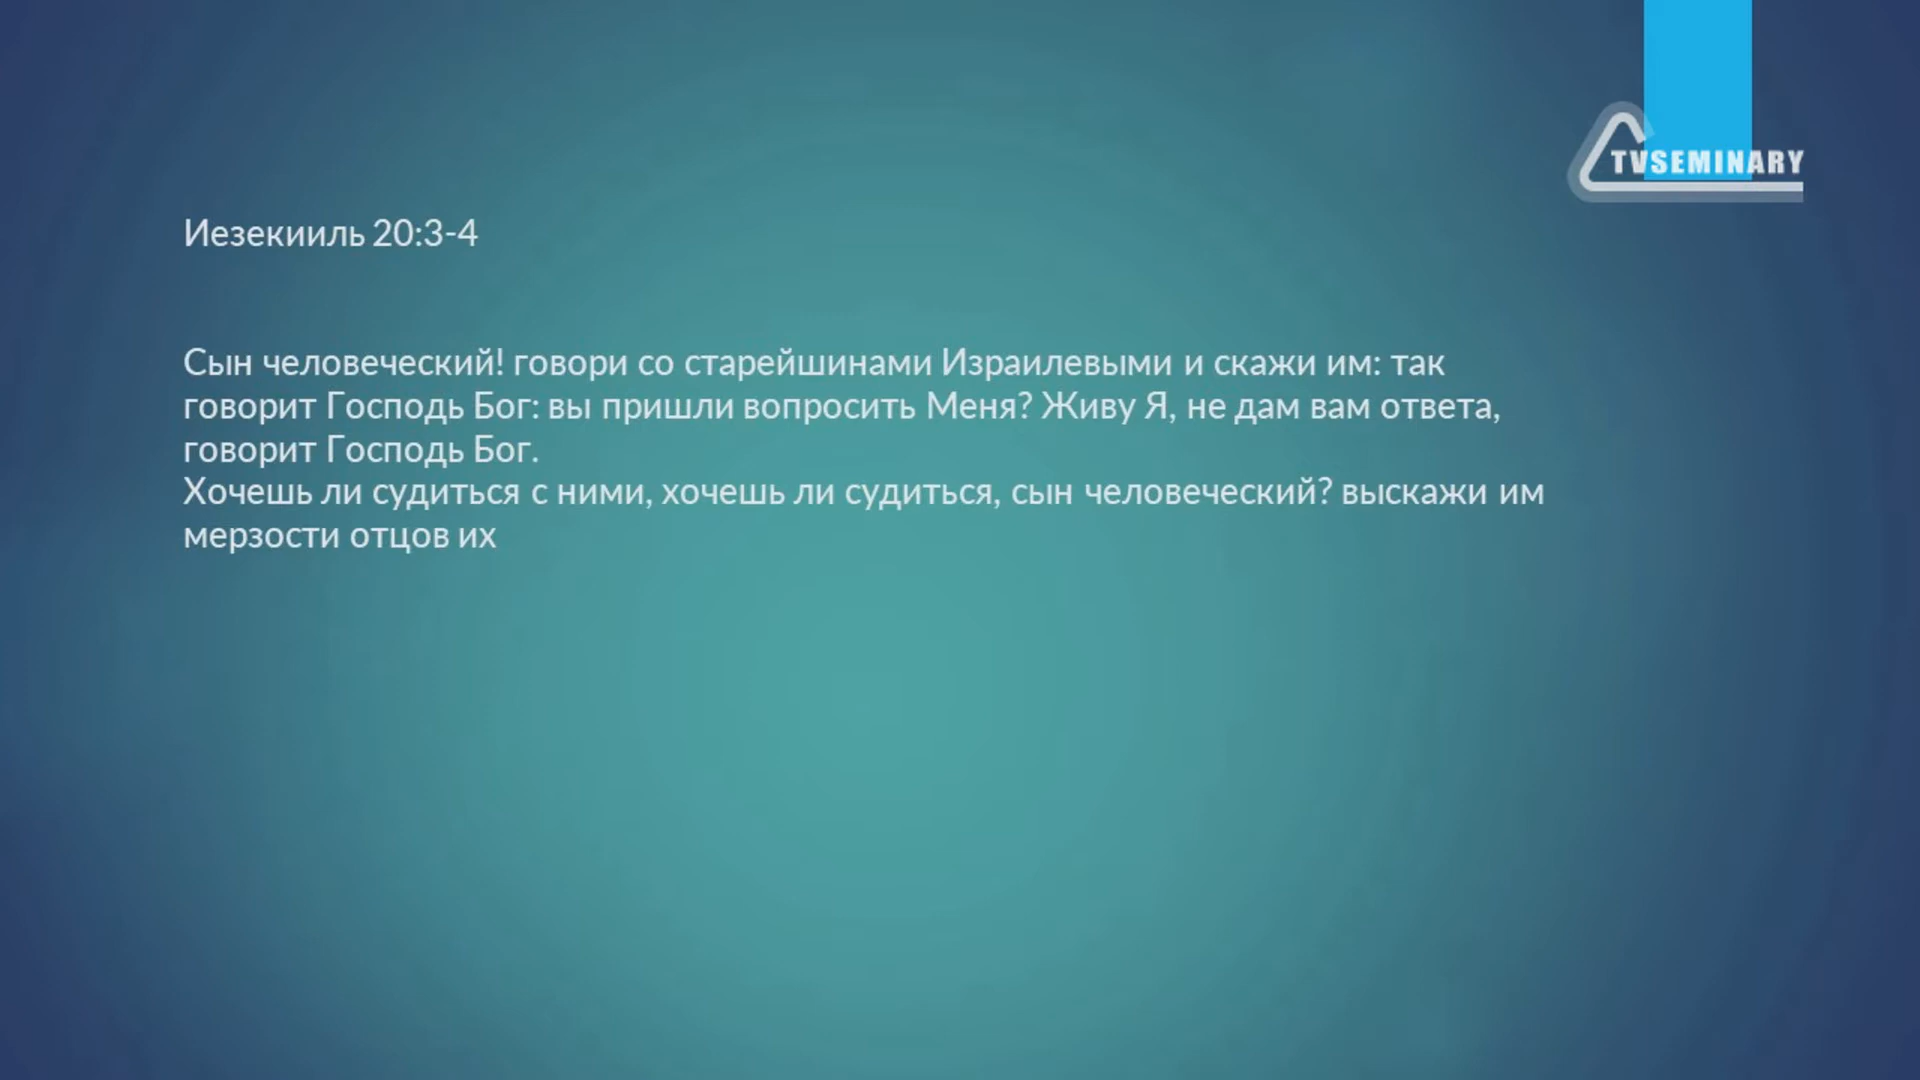 TVSEMINARY
Иезекииль 20:3-4
Сын человеческий! говори со старейшинами Израилевыми и скажи им: так
говорит Господь Бог: вы пришли вопросить Меня? Живу Я, не дам вам ответа,
говорит Господь Бог.
Хочешь ли судиться с ними, хочешь ли судиться, сын человеческий? выскажи им
мерзости отцов их